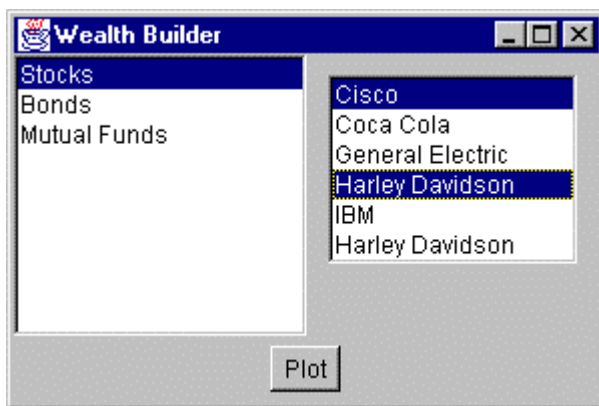 Wealth Builder
Stocks
Bonds
Mutual Funds
Cisco
Coca Cola
General Electric
Harley Davidson
IBM
Harley Davidson
Plot